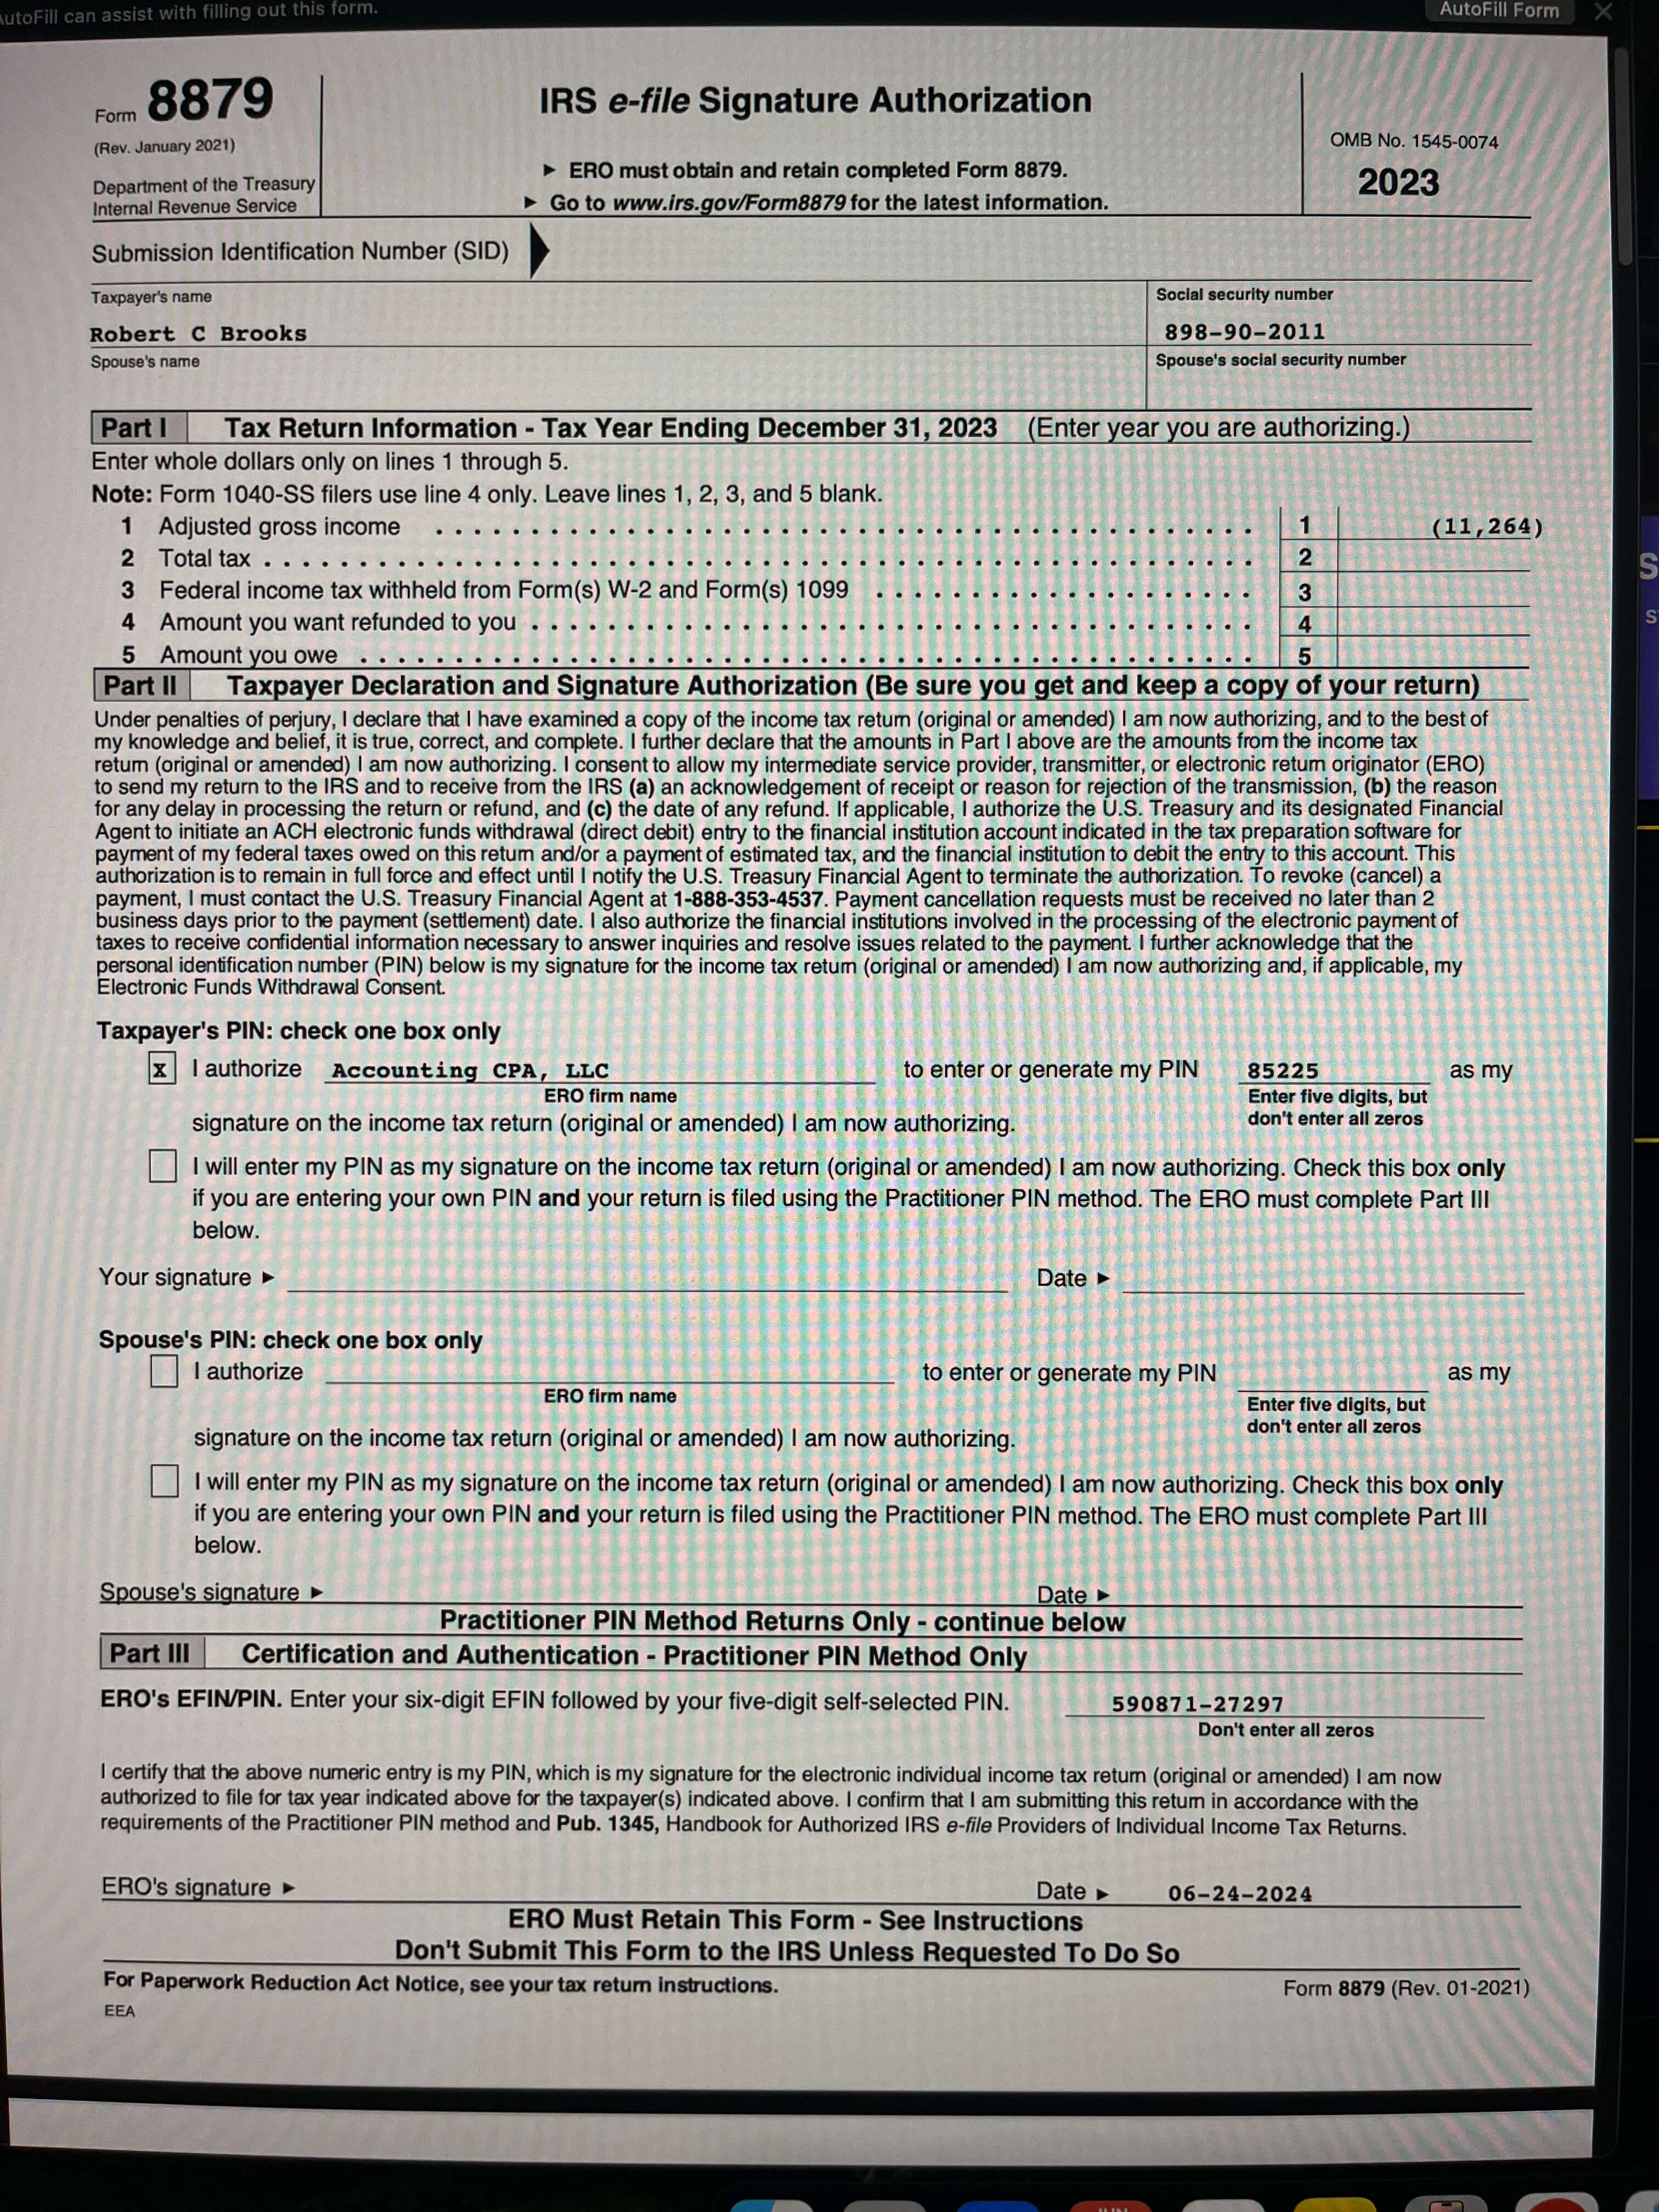 AutoFill can assist with filling out this form.
AutoFill Form
Form 8879
(Rev. January 2021)
Department of the Treasury
Internal Revenue Service
IRS e-file Signature Authorization
► ERO must obtain and retain completed Form 8879.
► Go to www.irs.gov/Form8879 for the latest information.
OMB No. 1545-0074
2023
Submission Identification Number (SID)
Taxpayer's name
Social security number
Robert C Brooks
898-90-2011
Spouse's name
Spouse's social security number
Part I Tax Return Information - Tax Year Ending December 31, 2023 (Enter year you are authorizing.)
Enter whole dollars only on lines 1 through 5.
Note: Form 1040-SS filers use line 4 only. Leave lines 1, 2, 3, and 5 blank.
1 Adjusted gross income 1 (11,264)
2 Total tax 2
3 Federal income tax withheld from Form(s) W-2 and Form(s) 1099 3
4 Amount you want refunded to you 4
5 Amount you owe 5
Part II Taxpayer Declaration and Signature Authorization (Be sure you get and keep a copy of your return)
Under penalties of perjury, I declare that I have examined a copy of the income tax return (original or amended) I am now authorizing, and to the best of
my knowledge and belief, it is true, correct, and complete. I further declare that the amounts in Part I above are the amounts from the income tax
return (original or amended) I am now authorizing. I consent to allow my intermediate service provider, transmitter, or electronic return originator (ERO)
to send my return to the IRS and to receive from the IRS (a) an acknowledgement of receipt or reason for rejection of the transmission, (b) the reason
for any delay in processing the return or refund, and (c) the date of any refund. If applicable, I authorize the U.S. Treasury and its designated Financial
Agent to initiate an ACH electronic funds withdrawal (direct debit) entry to the financial institution account indicated in the tax preparation software for
payment of my federal taxes owed on this return and/or a payment of estimated tax, and the financial institution to debit the entry to this account. This
authorization is to remain in full force and effect until I notify the U.S. Treasury Financial Agent to terminate the authorization. To revoke (cancel) a
payment, I must contact the U.S. Treasury Financial Agent at 1-888-353-4537. Payment cancellation requests must be received no later than 2
business days prior to the payment (settlement) date. I also authorize the financial institutions involved in the processing of the electronic payment of
taxes to receive confidential information necessary to answer inquiries and resolve issues related to the payment. I further acknowledge that the
personal identification number (PIN) below is my signature for the income tax return (original or amended) I am now authorizing and, if applicable, my
Electronic Funds Withdrawal Consent.
Taxpayer's PIN: check one box only
X I authorize Accounting CPA, LLC to enter or generate my PIN 85225 as my
ERO firm name
Enter five digits, but
don't enter all zeros
signature on the income tax return (original or amended) I am now authorizing.
I will enter my PIN as my signature on the income tax return (original or amended) I am now authorizing. Check this box only
if you are entering your own PIN and your return is filed using the Practitioner PIN method. The ERO must complete Part III
below.
Your signature ► Date ►
Spouse's PIN: check one box only
I authorize to enter or generate my PIN as my
ERO firm name
Enter five digits, but
don't enter all zeros
signature on the income tax return (original or amended) I am now authorizing.
I will enter my PIN as my signature on the income tax return (original or amended) I am now authorizing. Check this box only
if you are entering your own PIN and your return is filed using the Practitioner PIN method. The ERO must complete Part III
below.
Spouse's signature ► Date ►
Practitioner PIN Method Returns Only - continue below
Part III Certification and Authentication - Practitioner PIN Method Only
ERO's EFIN/PIN. Enter your six-digit EFIN followed by your five-digit self-selected PIN. 590871-27297
Don't enter all zeros
I certify that the above numeric entry is my PIN, which is my signature for the electronic individual income tax return (original or amended) I am now
authorized to file for tax year indicated above for the taxpayer(s) indicated above. I confirm that I am submitting this return in accordance with the
requirements of the Practitioner PIN method and Pub. 1345, Handbook for Authorized IRS e-file Providers of Individual Income Tax Returns.
ERO's signature ► Date ► 06-24-2024
ERO Must Retain This Form - See Instructions
Don't Submit This Form to the IRS Unless Requested To Do So
For Paperwork Reduction Act Notice, see your tax return instructions.
Form 8879 (Rev. 01-2021)
EEA